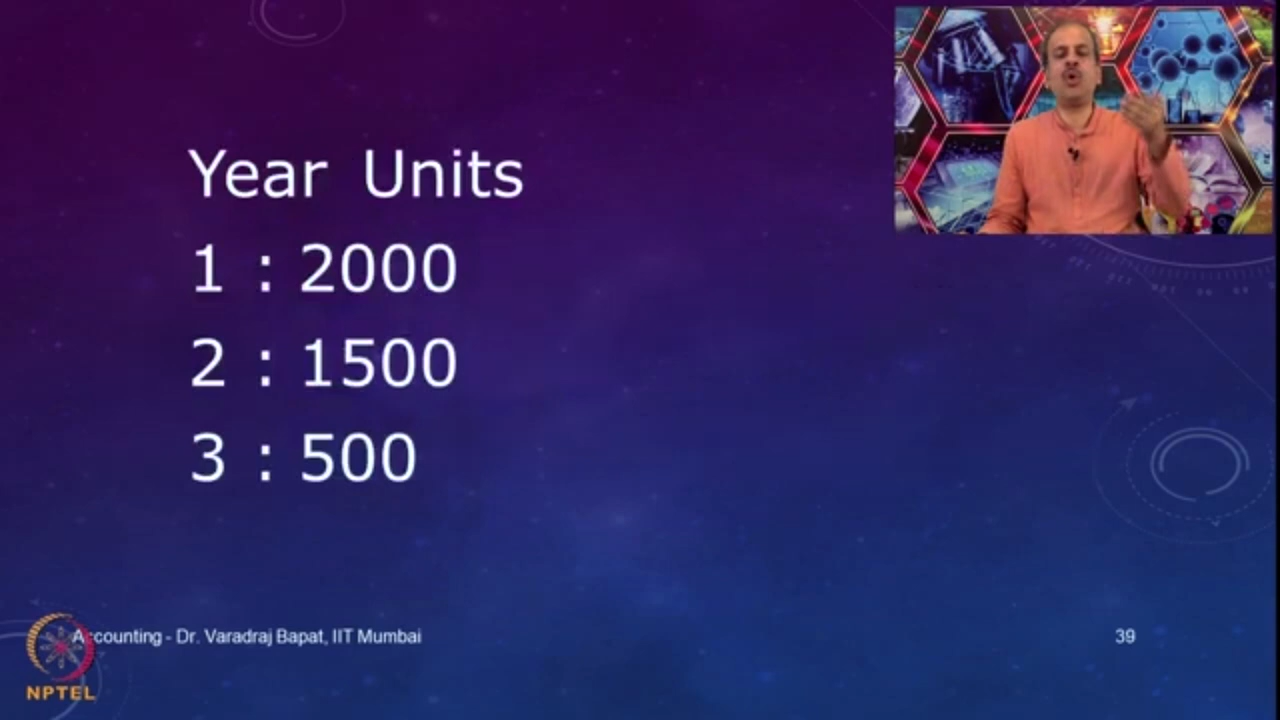 Year Units
1 : 2000
2 : 1500
3 : 500
Accounting - Dr. Varadraj Bapat, IIT Mumbai
39
NPTEL